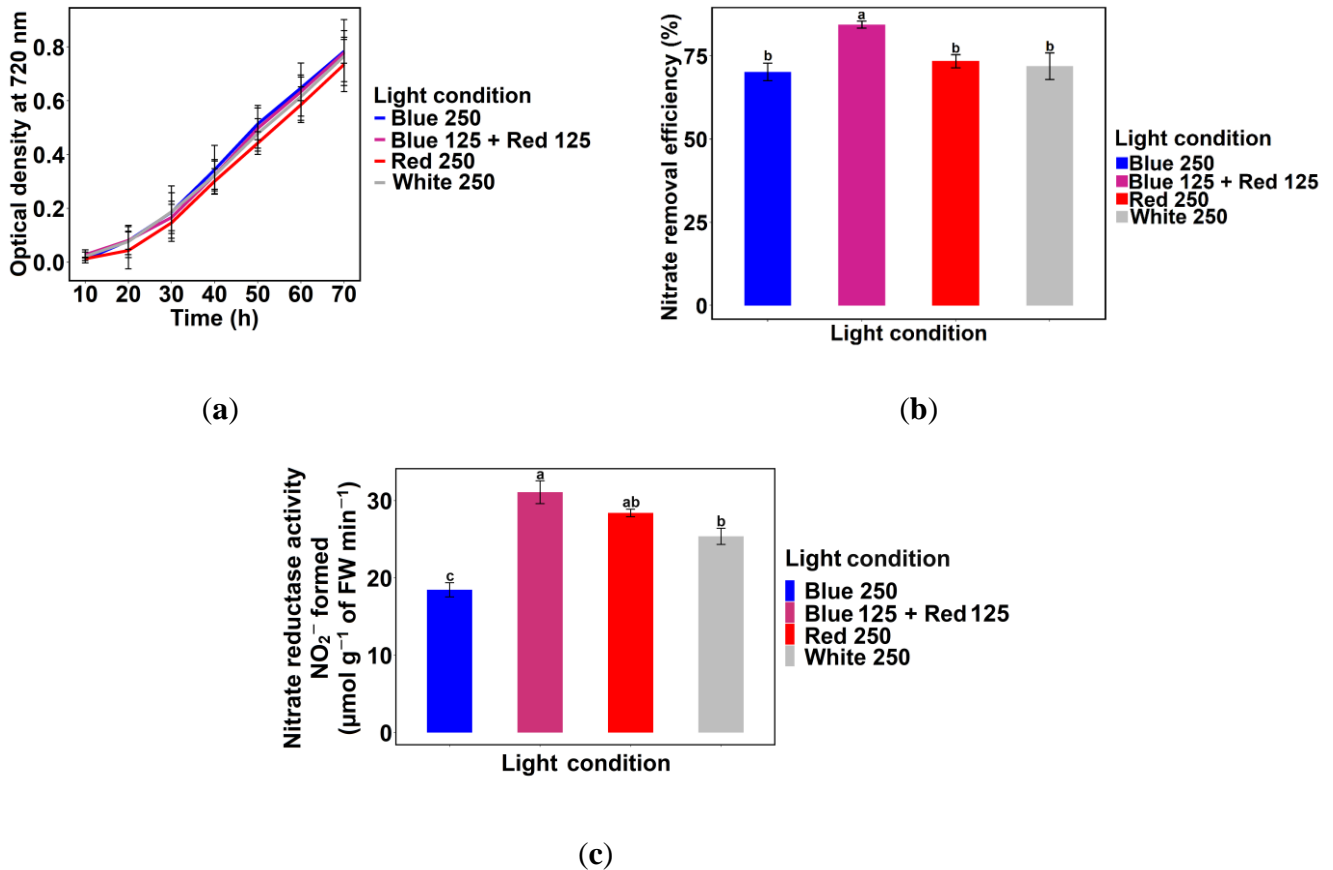 Optical density at 720 nm
0.8
0.6
0.4
0.2
0.0
10 20 30 40 50 60 70
Time (h)
Light condition
Blue 250
Blue 125 + Red 125
Red 250
White 250
(a)
Nitrate removal efficiency (%)
75
50
25
0
b
a
b
b
Light condition
Light condition
Blue 250
Blue 125 + Red 125
Red 250
White 250
(b)
Nitrate reductase activity
NO₂⁻ formed
(μmol g⁻¹ of FW min⁻¹)
30
20
10
0
c
a
ab
b
Light condition
Light condition
Blue 250
Blue 125 + Red 125
Red 250
White 250
(c)